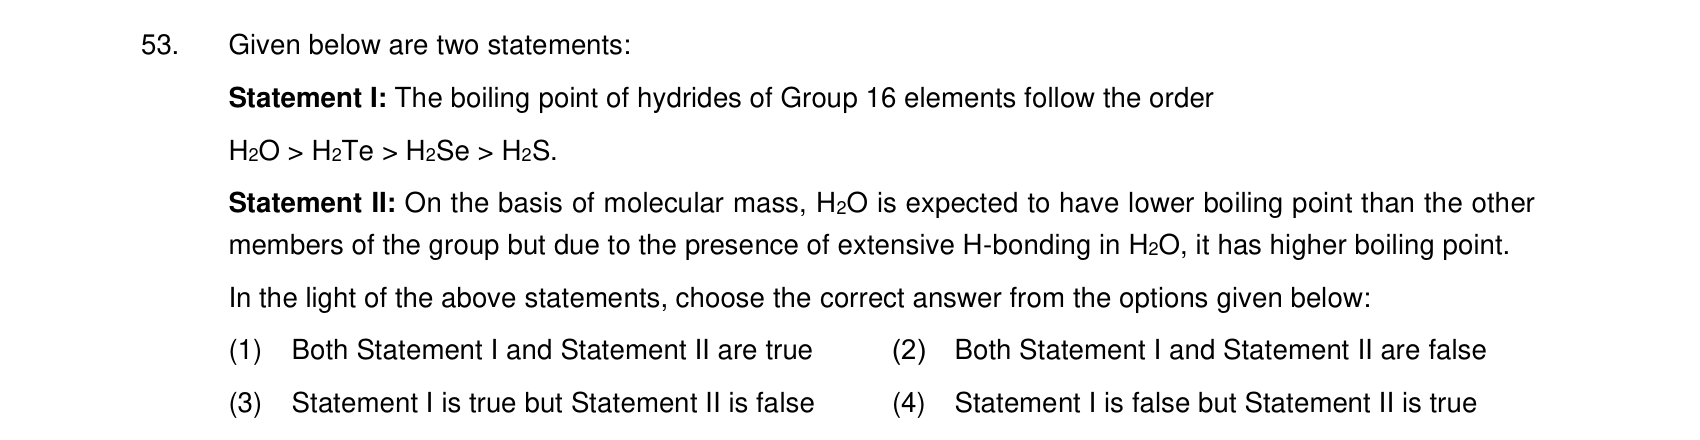 53. Given below are two statements:
Statement I: The boiling point of hydrides of Group 16 elements follow the order
H2O > H2Te > H2Se > H2S.
Statement II: On the basis of molecular mass, H2O is expected to have lower boiling point than the other
members of the group but due to the presence of extensive H-bonding in H2O, it has higher boiling point.
In the light of the above statements, choose the correct answer from the options given below:
(1) Both Statement I and Statement II are true (2) Both Statement I and Statement II are false
(3) Statement I is true but Statement II is false (4) Statement I is false but Statement II is true